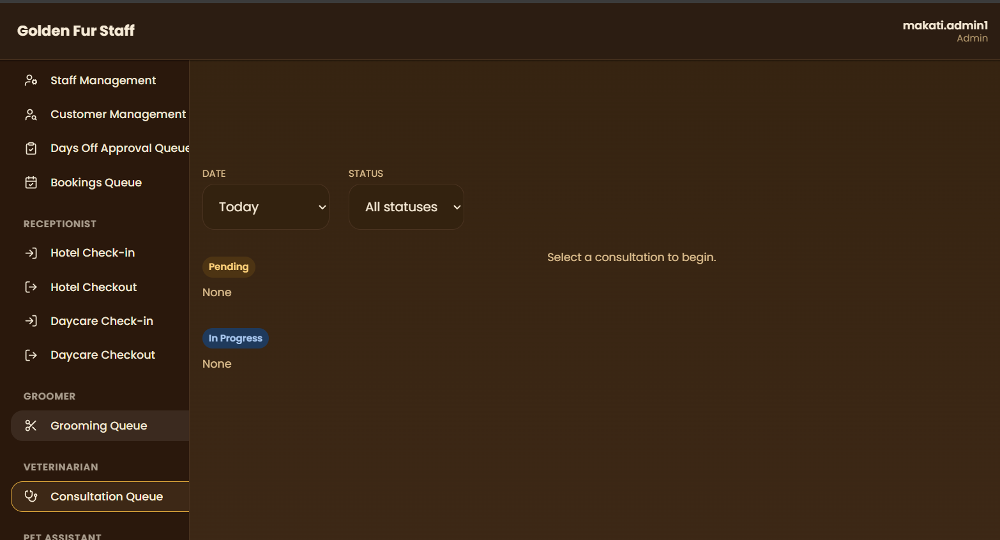 Golden Fur Staff
makati.admin1
Admin
Staff Management
Customer Management
Days Off Approval Queue
Bookings Queue
RECEPTIONIST
Hotel Check-in
Hotel Checkout
Daycare Check-in
Daycare Checkout
GROOMER
Grooming Queue
VETERINARIAN
Consultation Queue
PET ASSISTANT
DATE
STATUS
Today
All statuses
Pending
None
In Progress
None
Select a consultation to begin.